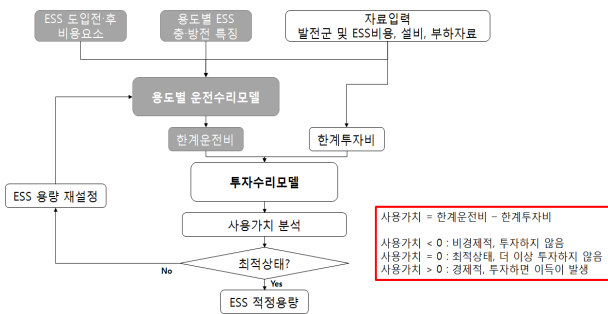 ESS 도입전·후
비용요소
용도별 ESS
충·방전 특징
자료입력
발전군 및 ESS비용, 설비, 부하자료
용도별 운전수리모델
한계운전비
한계투자비
투자수리모델
ESS 용량 재설정
사용가치 분석
최적상태?
No
Yes
ESS 적정용량
사용가치 = 한계운전비 – 한계투자비
사용가치 < 0 : 비경제적, 투자하지 않음
사용가치 = 0 : 최적상태, 더 이상 투자하지 않음
사용가치 > 0 : 경제적, 투자하면 이득이 발생